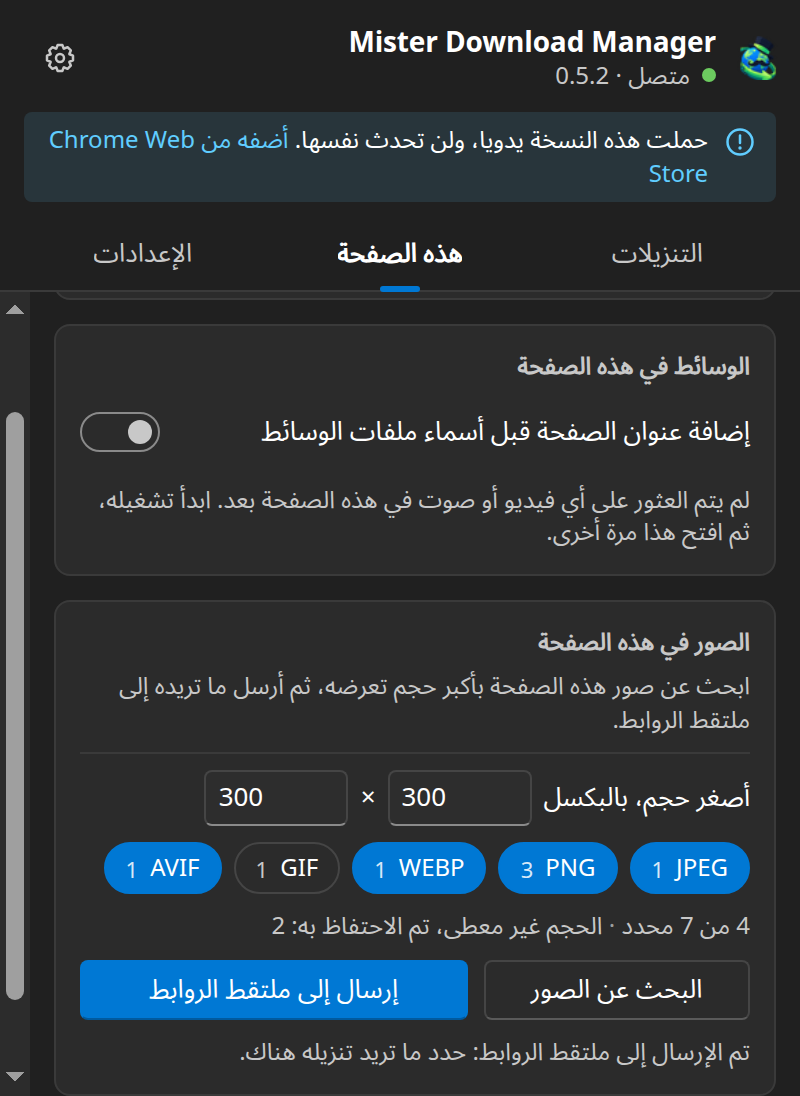 Mister Download Manager
متصل · 0.5.2
حملت هذه النسخة يدويا، ولن تحدث نفسها. أضفه من Chrome Web
Store
التنزيلات
هذه الصفحة
الإعدادات
الوسائط في هذه الصفحة
إضافة عنوان الصفحة قبل أسماء ملفات الوسائط
لم يتم العثور على أي فيديو أو صوت في هذه الصفحة بعد. ابدأ تشغيله،
ثم افتح هذا مرة أخرى.
الصور في هذه الصفحة
ابحث عن صور هذه الصفحة بأكبر حجم تعرضه، ثم أرسل ما تريده إلى
ملتقط الروابط.
أصغر حجم، بالبكسل 300 × 300
JPEG 1 PNG 3 WEBP 1 GIF 1 AVIF 1
4 من 7 محدد · الحجم غير معطى، تم الاحتفاظ به: 2
البحث عن الصور
إرسال إلى ملتقط الروابط
تم الإرسال إلى ملتقط الروابط: حدد ما تريد تنزيله هناك.